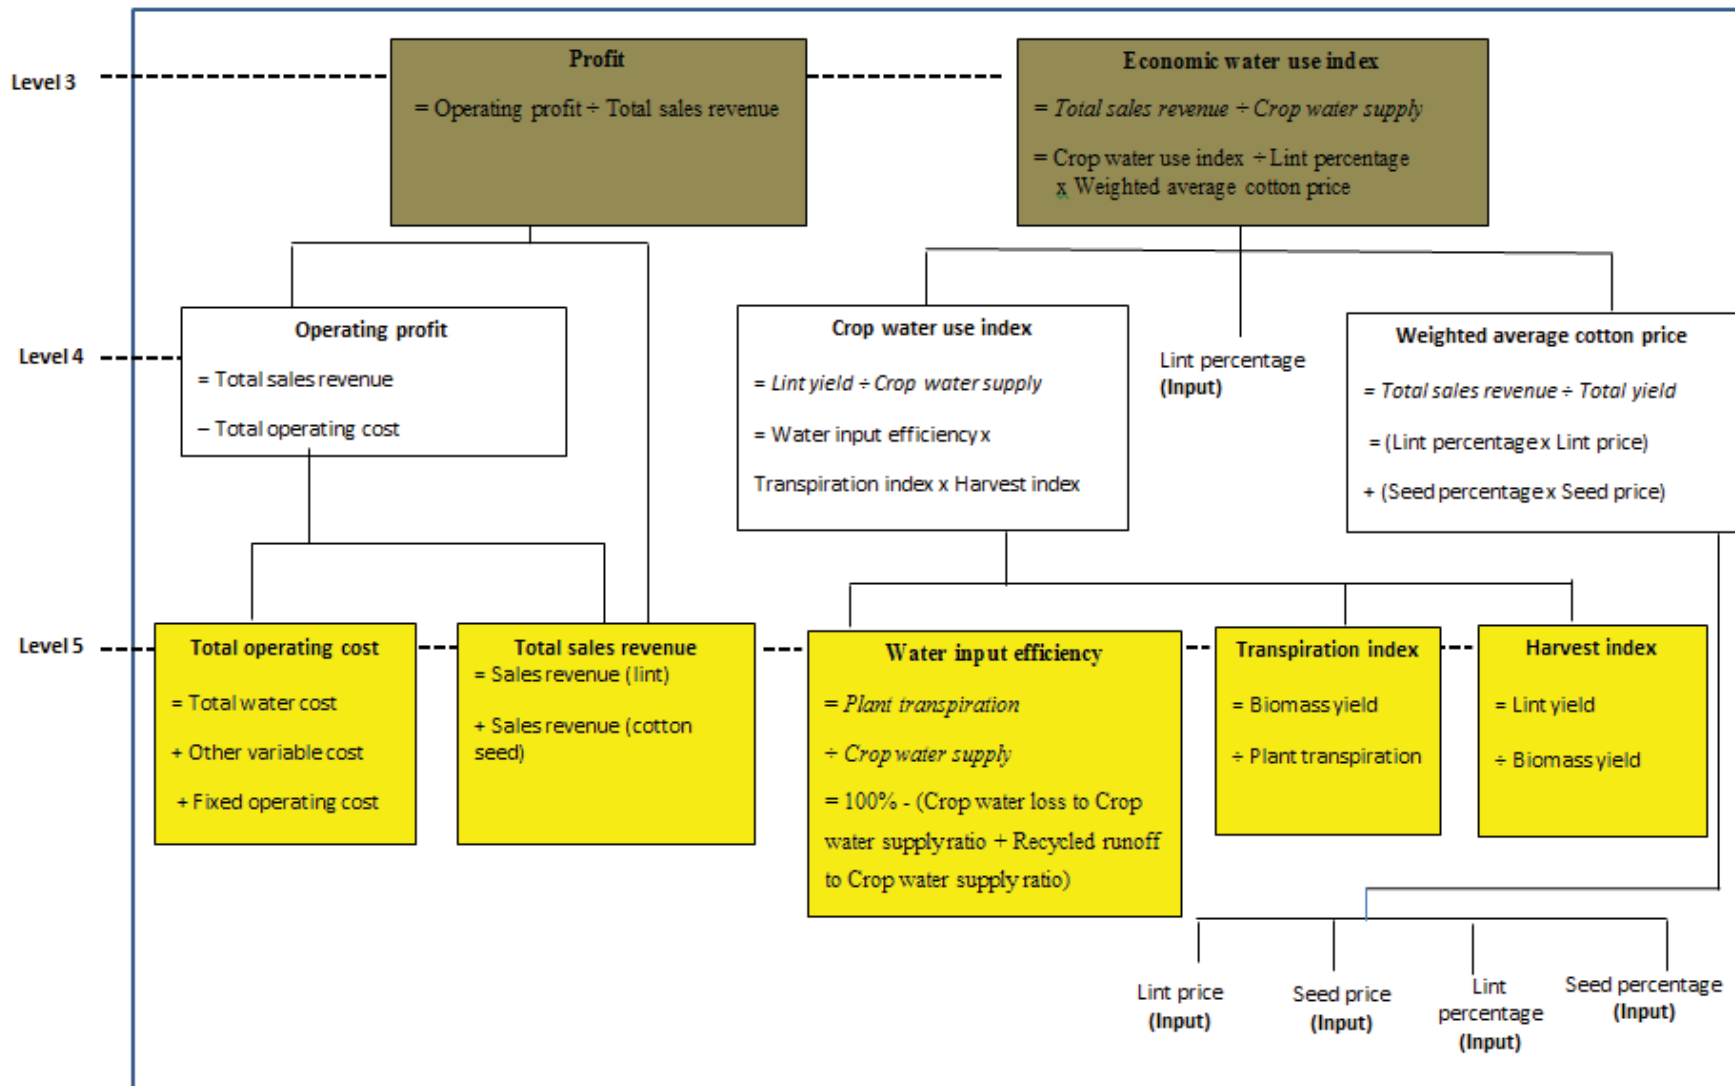 Level 3
Profit
= Operating profit ÷ Total sales revenue
Economic water use index
= Total sales revenue ÷ Crop water supply
= Crop water use index ÷ Lint percentage
x Weighted average cotton price
Level 4
Operating profit
= Total sales revenue
– Total operating cost
Crop water use index
= Lint yield ÷ Crop water supply
= Water input efficiency x
Transpiration index x Harvest index
Lint percentage
(Input)
Weighted average cotton price
= Total sales revenue ÷ Total yield
= (Lint percentage x Lint price)
+ (Seed percentage x Seed price)
Level 5
Total operating cost
= Total water cost
+ Other variable cost
+ Fixed operating cost
Total sales revenue
= Sales revenue (lint)
+ Sales revenue (cotton
seed)
Water input efficiency
= Plant transpiration
÷ Crop water supply
= 100% - (Crop water loss to Crop
water supply ratio + Recycled runoff
to Crop water supply ratio)
Transpiration index
= Biomass yield
÷ Plant transpiration
Harvest index
= Lint yield
÷ Biomass yield
Lint price
(Input)
Seed price
(Input)
Lint
percentage
(Input)
Seed percentage
(Input)